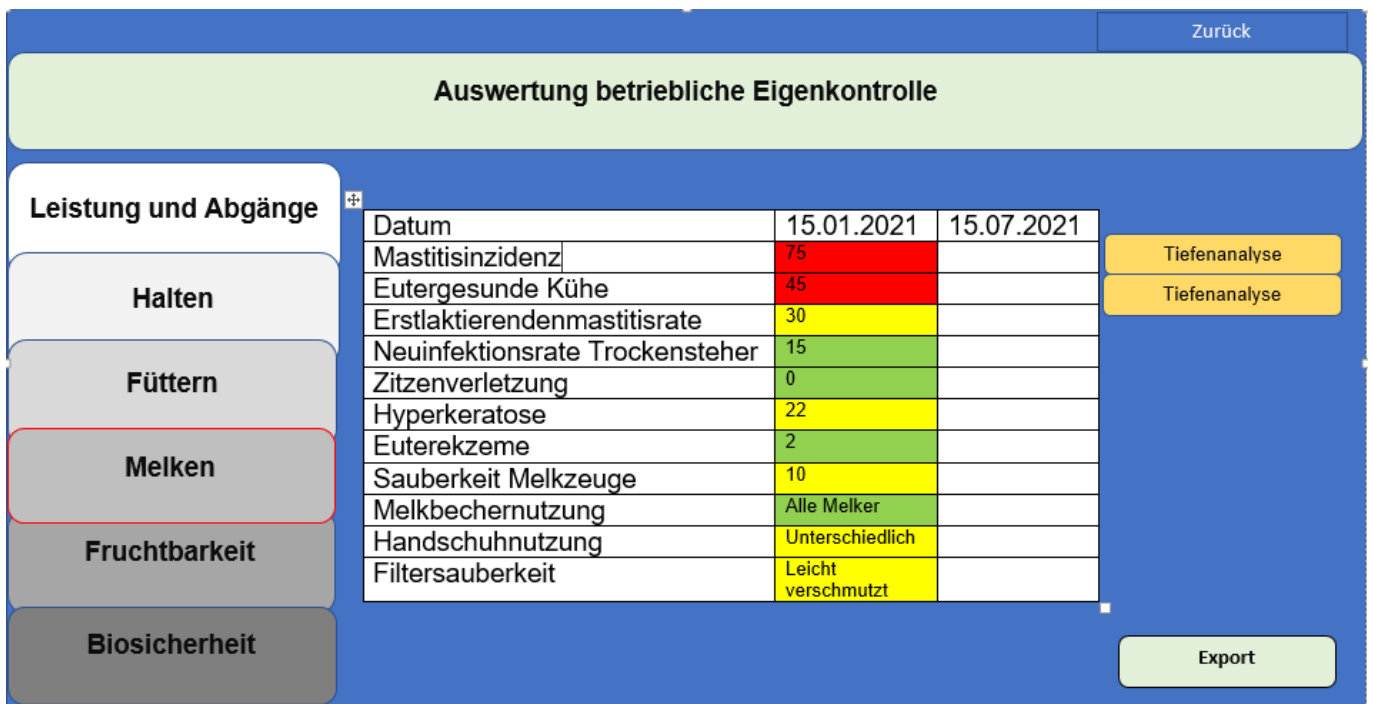 Zurück
Auswertung betriebliche Eigenkontrolle
Leistung und Abgänge
Halten
Füttern
Melken
Fruchtbarkeit
Biosicherheit
Datum 15.01.2021 15.07.2021
Mastitisinzidenz 75 Tiefenanalyse
Eutergesunde Kühe 45 Tiefenanalyse
Erstlaktierendenmastitisrate 30
Neuinfektionsrate Trockensteher 15
Zitzenverletzung 0
Hyperkeratose 22
Euterekzeme 2
Sauberkeit Melkzeuge 10
Melkbechernutzung Alle Melker
Handschuhnutzung Unterschiedlich
Filtersauberkeit Leicht
verschmutzt
Export